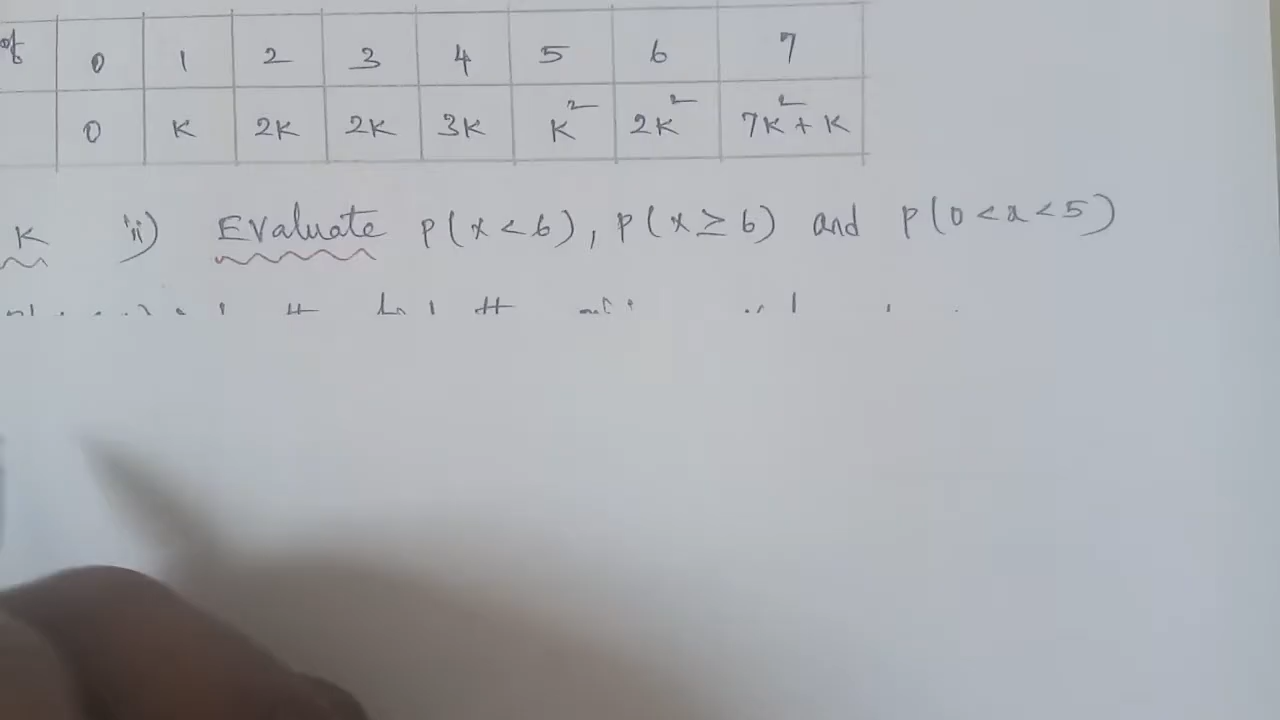 of 0 1 2 3 4 5 6 7
0 K 2K 2K 3K K² 2K² 7K²+K
K ii) Evaluate P(x<6), P(x≥6) and P(0<x<5)